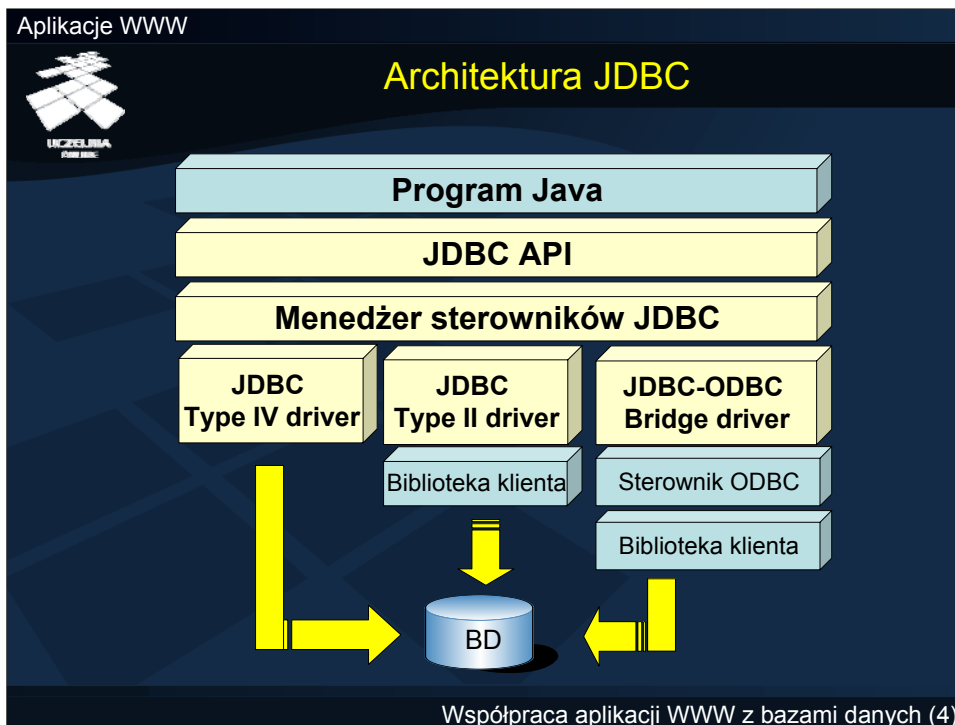 Aplikacje WWW
Architektura JDBC
UCZELNIA
ONLINE
Program Java
JDBC API
Menedżer sterowników JDBC
JDBC
Type IV driver
JDBC
Type II driver
JDBC-ODBC
Bridge driver
Biblioteka klienta
Sterownik ODBC
Biblioteka klienta
BD
Współpraca aplikacji WWW z bazami danych (4)